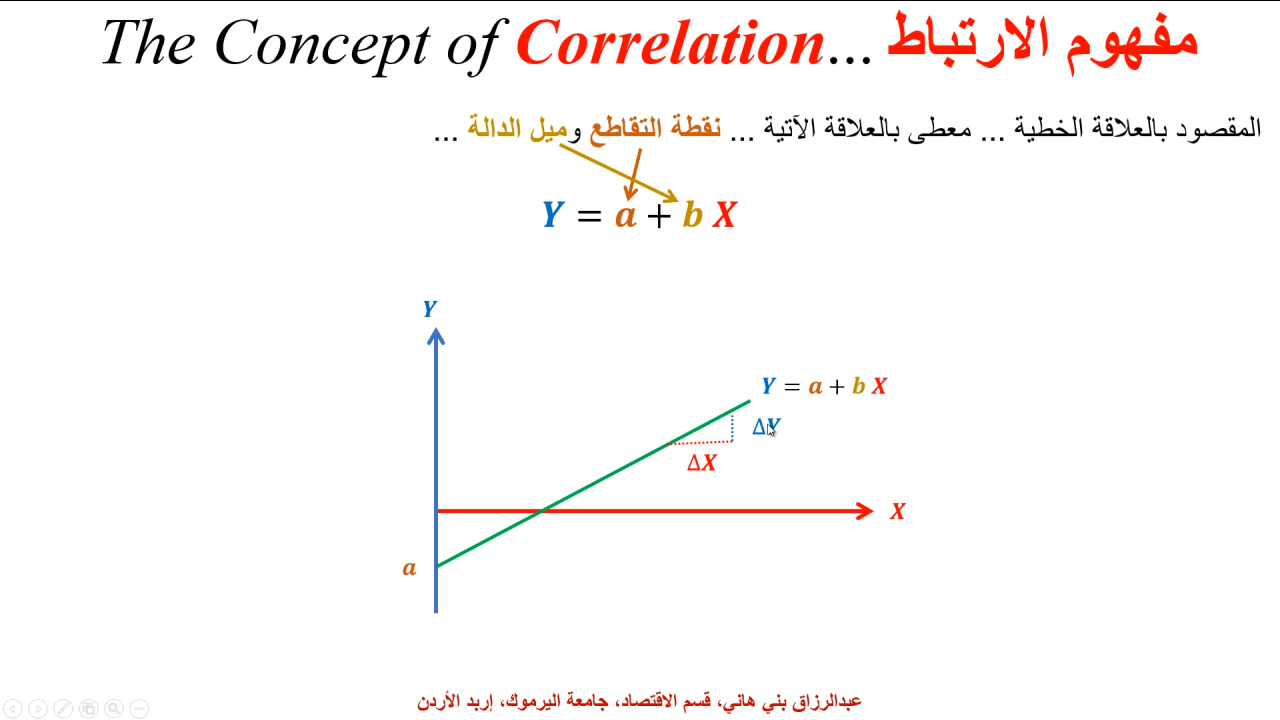 The Concept of Correlation... مفهوم الارتباط
المقصود بالعلاقة الخطية ... معطى بالعلاقة الآتية ... نقطة التقاطع وميل الدالة ...
Y = a + b X
Y
Y = a + b X
ΔY
ΔX
X
a
عبدالرزاق بني هاني، قسم الاقتصاد، جامعة اليرموك، إربد الأردن